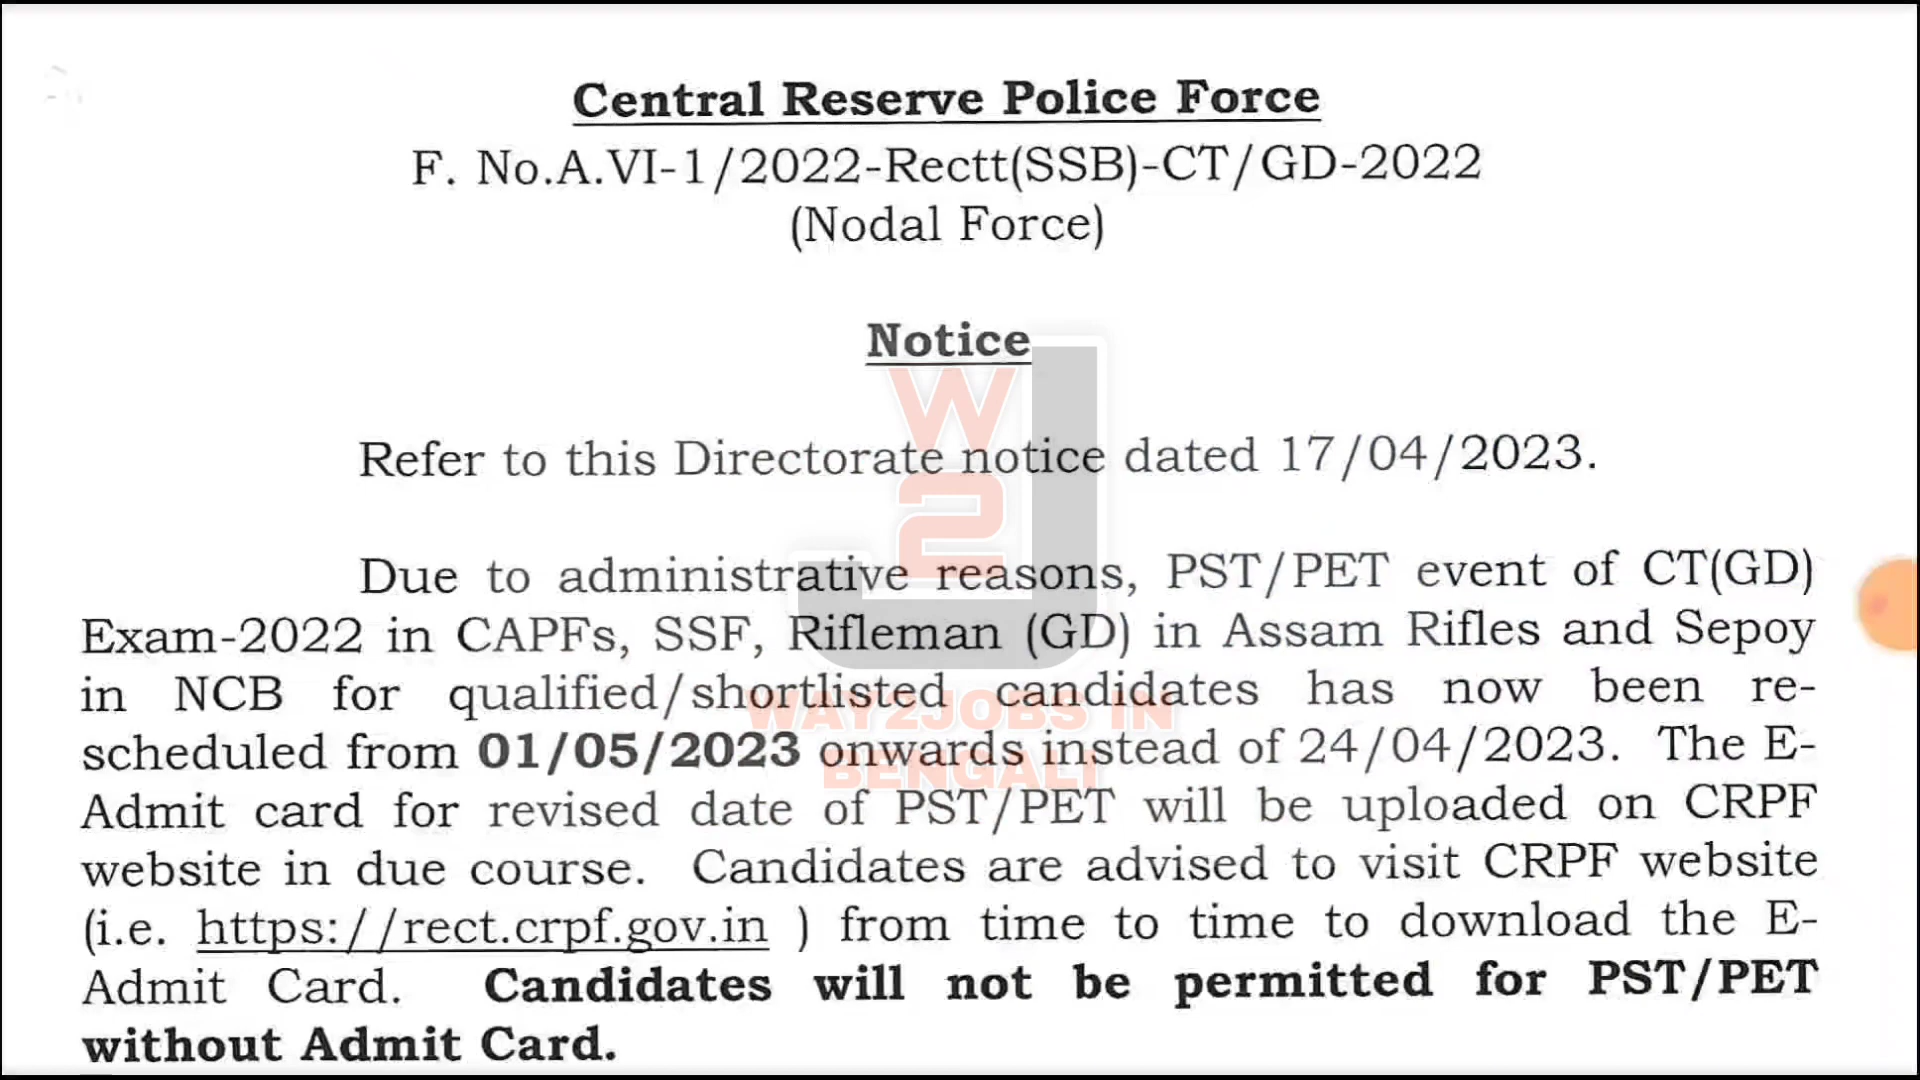 Central Reserve Police Force
F. No.A.VI-1/2022-Rectt(SSB)-CT/GD-2022
(Nodal Force)
Notice
Refer to this Directorate notice dated 17/04/2023.
Due to administrative reasons, PST/PET event of CT(GD)
Exam-2022 in CAPFs, SSF, Rifleman (GD) in Assam Rifles and Sepoy
in NCB for qualified/shortlisted candidates has now been re-
scheduled from 01/05/2023 onwards instead of 24/04/2023. The E-
Admit card for revised date of PST/PET will be uploaded on CRPF
website in due course. Candidates are advised to visit CRPF website
(i.e. https://rect.crpf.gov.in ) from time to time to download the E-
Admit Card. Candidates will not be permitted for PST/PET
without Admit Card.
W2J
WAY2JOBS IN
BENGALI